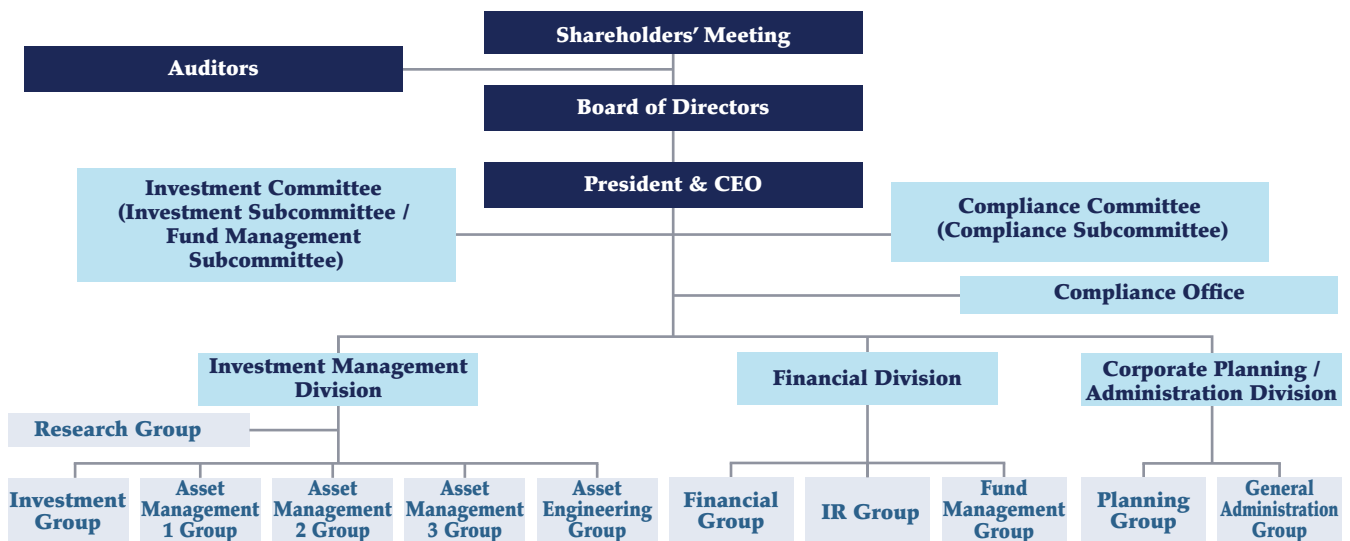 Shareholders' Meeting
Auditors
Board of Directors
President & CEO
Investment Committee
(Investment Subcommittee /
Fund Management
Subcommittee)
Compliance Committee
(Compliance Subcommittee)
Compliance Office
Investment Management
Division
Financial Division
Corporate Planning /
Administration Division
Research Group
Investment
Group
Asset
Management
1 Group
Asset
Management
2 Group
Asset
Management
3 Group
Asset
Engineering
Group
Financial
Group
IR Group
Fund
Management
Group
Planning
Group
General
Administration
Group